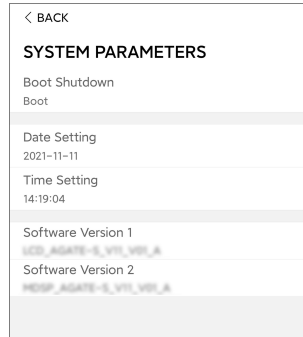 < BACK
SYSTEM PARAMETERS
Boot Shutdown
Boot
Date Setting
2021-11-11
Time Setting
14:19:04
Software Version 1
LCD_AGATE-S_V11_V01_A
Software Version 2
MDSP_AGATE-S_V11_V01_A